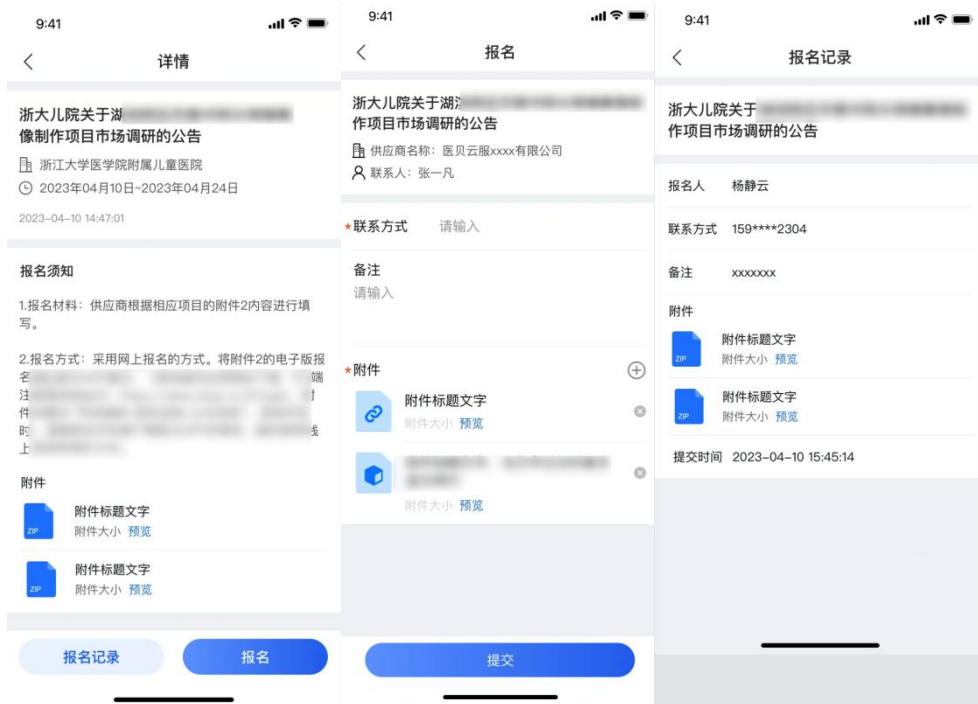 9:41
详情
浙大儿院关于湖
像制作项目市场调研的公告
浙江大学医学院附属儿童医院
2023年04月10日~2023年04月24日
2023-04-10 14:47:01
报名须知
1.报名材料：供应商根据相应项目的附件2内容进行填
写。
2.报名方式：采用网上报名的方式。将附件2的电子版报
名 端
注
件
时
上
附件
ZIP
附件标题文字
附件大小 预览
ZIP
附件标题文字
附件大小 预览
报名记录
报名
9:41
报名
浙大儿院关于湖
作项目市场调研的公告
供应商名称：医贝云服xxxx有限公司
联系人：张一凡
*联系方式 请输入
备注
请输入
*附件
附件标题文字
附件大小 预览
附件大小 预览
提交
9:41
报名记录
浙大儿院关于
作项目市场调研的公告
报名人 杨静云
联系方式 159****2304
备注 xxxxxxx
附件
ZIP
附件标题文字
附件大小 预览
ZIP
附件标题文字
附件大小 预览
提交时间 2023-04-10 15:45:14